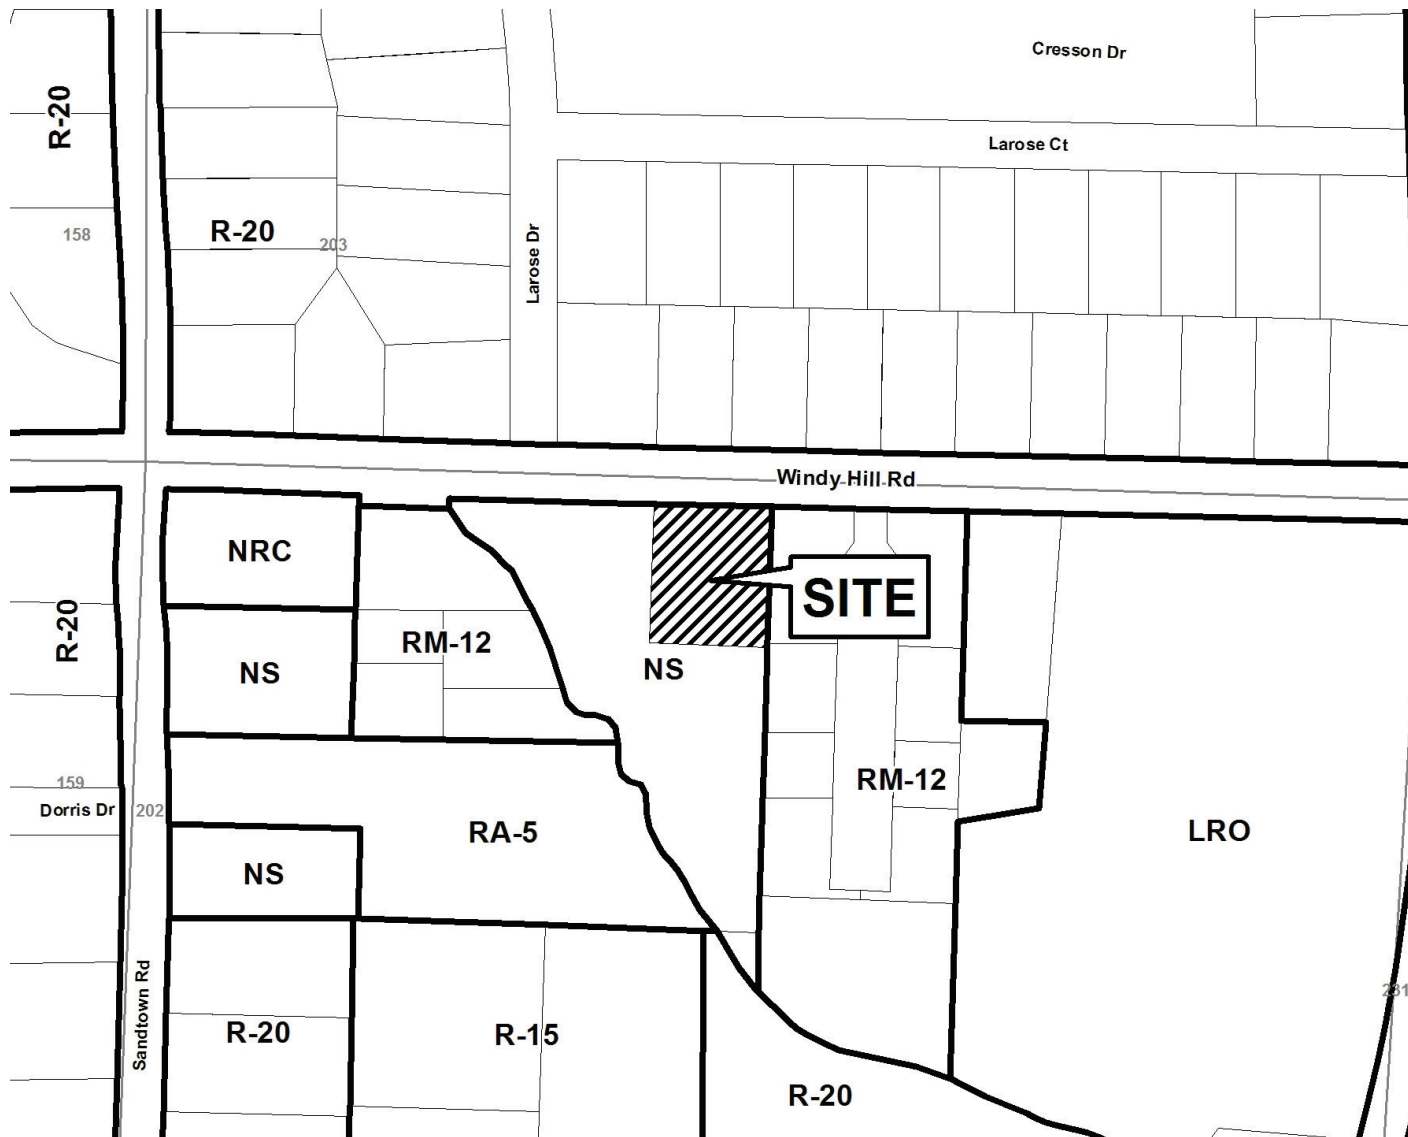 Cresson Dr
R-20
Larose Ct
R-20
158
203
Larose Dr
Windy Hill Rd
NRC
SITE
R-20
RM-12
NS
NS
159
RM-12
Dorris Dr
202
RA-5
LRO
NS
231
Sandtown Rd
R-20
R-15
R-20